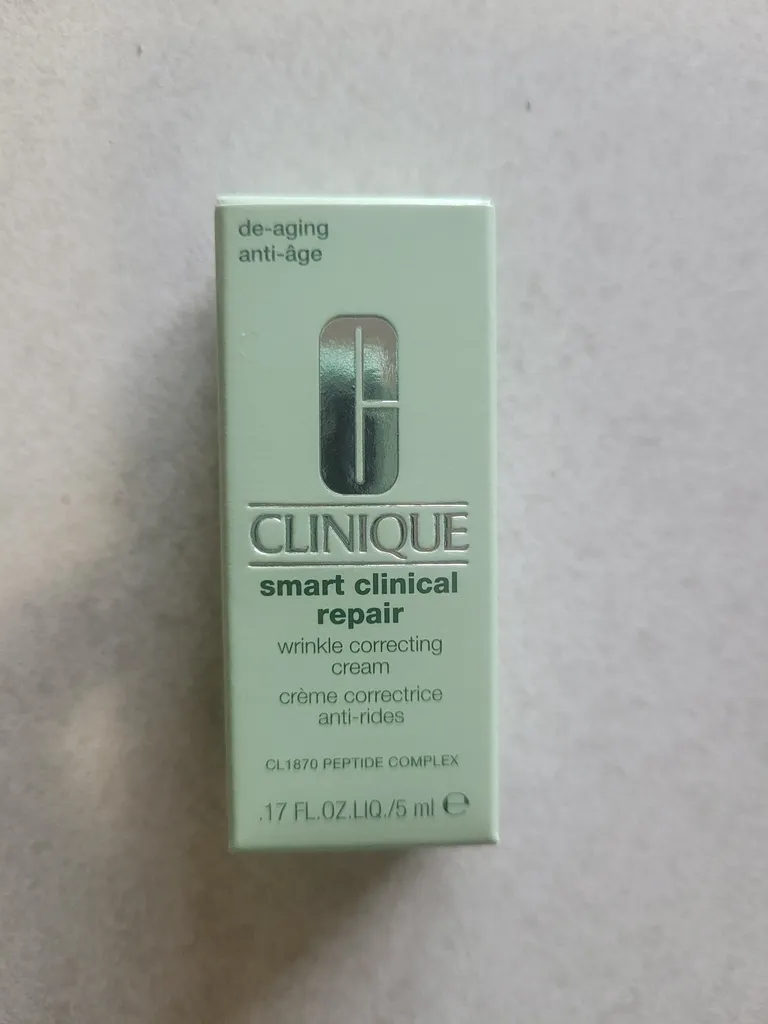 de-aging
anti-âge
CLINIQUE
smart clinical
repair
wrinkle correcting
cream
crème correctrice
anti-rides
CL1870 PEPTIDE COMPLEX
.17 FL.OZ.LIQ./5 ml ℮